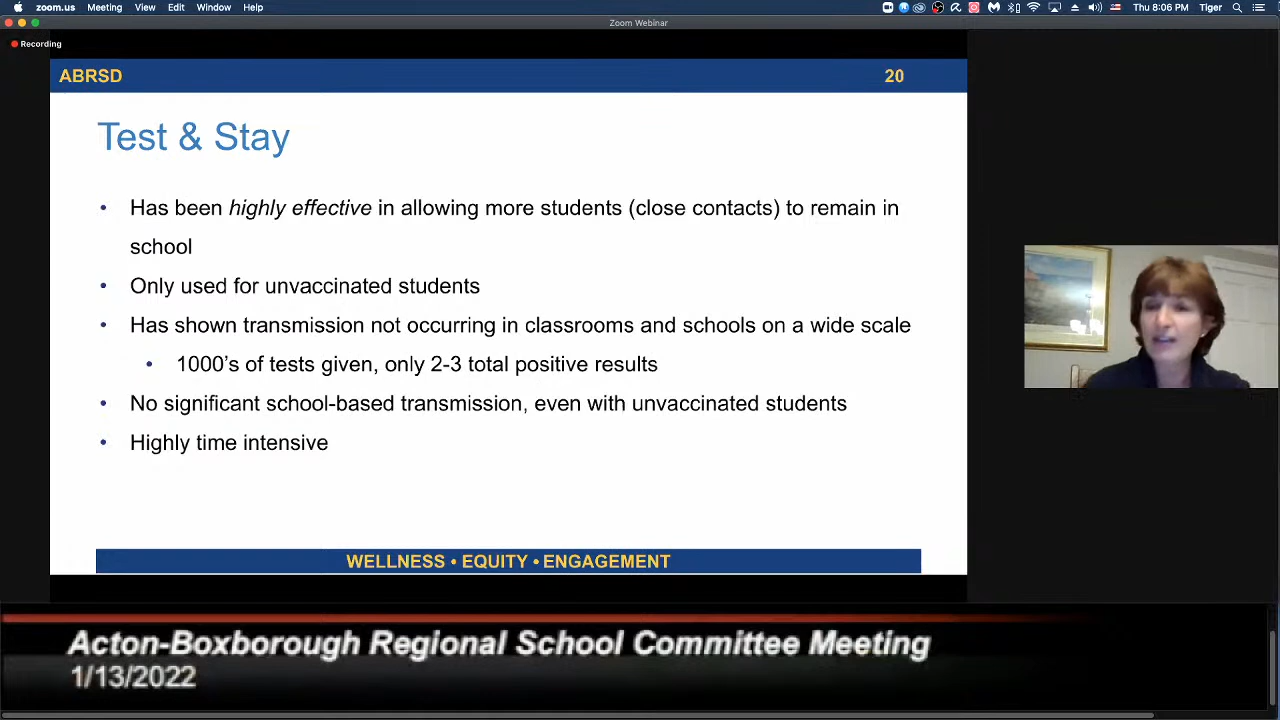 zoom.us Meeting View Edit Window Help Thu 8:06 PM Tiger
Zoom Webinar
Recording
ABRSD 20
Test & Stay
• Has been highly effective in allowing more students (close contacts) to remain in
school
• Only used for unvaccinated students
• Has shown transmission not occurring in classrooms and schools on a wide scale
• 1000’s of tests given, only 2-3 total positive results
• No significant school-based transmission, even with unvaccinated students
• Highly time intensive
WELLNESS • EQUITY • ENGAGEMENT
Acton-Boxborough Regional School Committee Meeting
1/13/2022